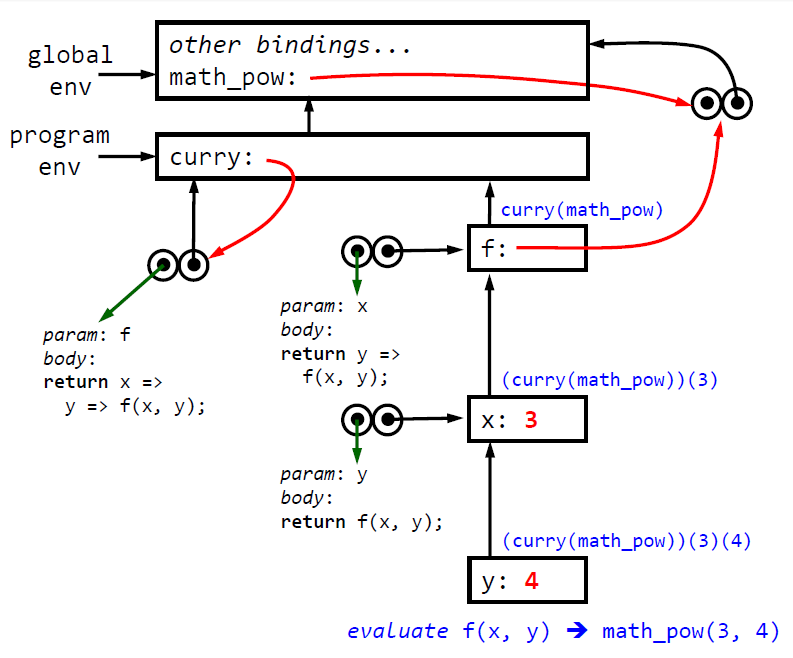 global
env
other bindings...
math_pow:
program
env
curry:
curry(math_pow)
f:
param: f
body:
return x =>
y => f(x, y);
param: x
body:
return y =>
f(x, y);
(curry(math_pow))(3)
x: 3
param: y
body:
return f(x, y);
(curry(math_pow))(3)(4)
y: 4
evaluate f(x, y) ➔ math_pow(3, 4)